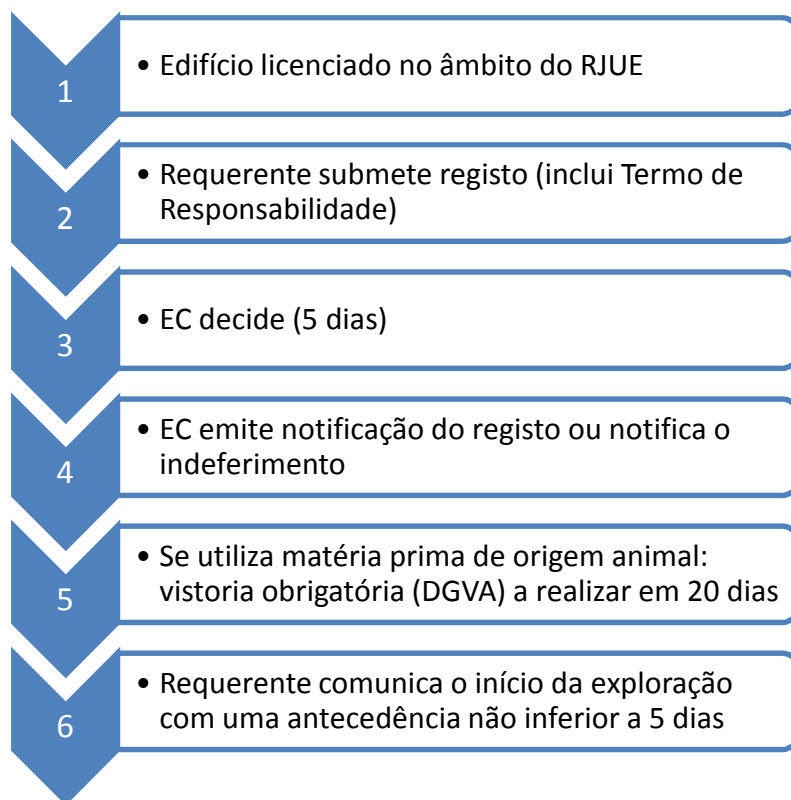 1
• Edifício licenciado no âmbito do RJUE
2
• Requerente submete registo (inclui Termo de
Responsabilidade)
3
• EC decide (5 dias)
4
• EC emite notificação do registo ou notifica o
indeferimento
5
• Se utiliza matéria prima de origem animal:
vistoria obrigatória (DGVA) a realizar em 20 dias
6
• Requerente comunica o início da exploração
com uma antecedência não inferior a 5 dias